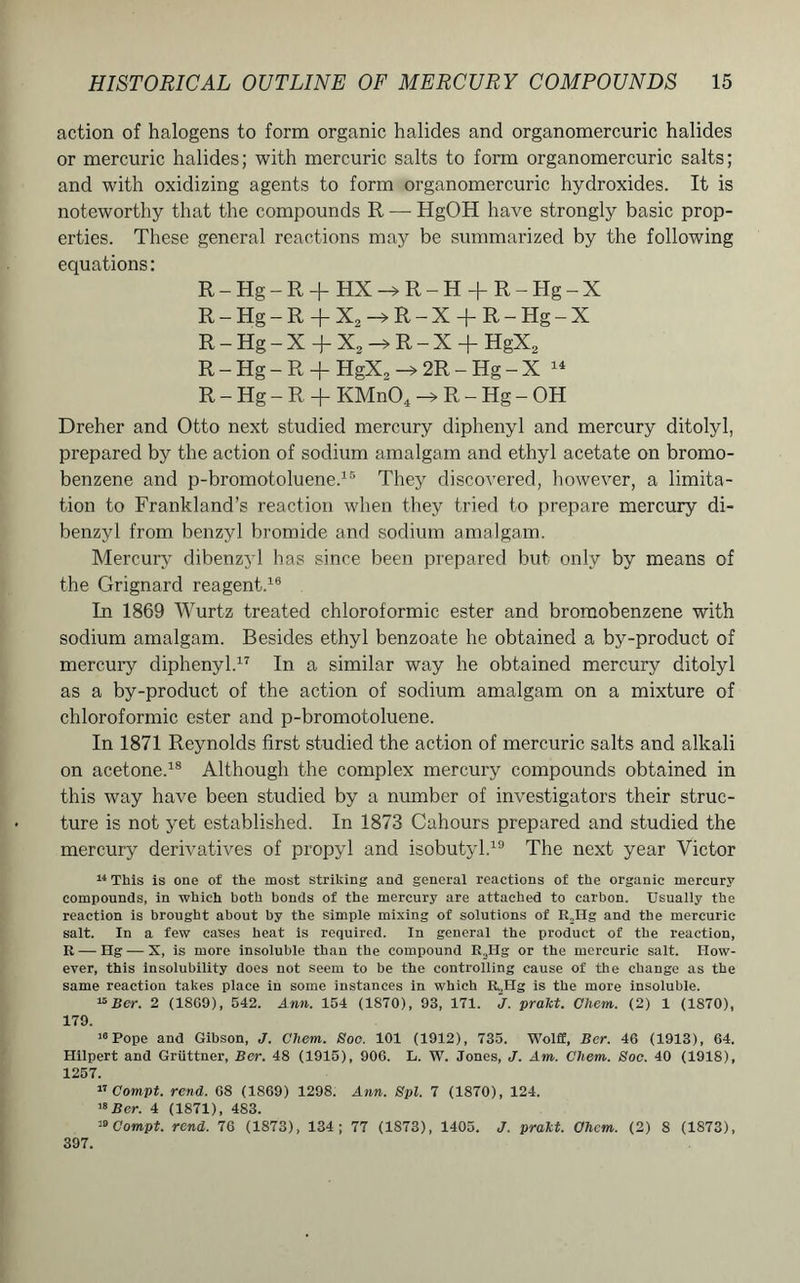 HISTORICAL OUTLINE OF MERCURY COMPOUNDS 15
action of halogens to form organic halides and organomercuric halides
or mercuric halides; with mercuric salts to form organomercuric salts;
and with oxidizing agents to form organomercuric hydroxides. It is
noteworthy that the compounds R — HgOH have strongly basic prop-
erties. These general reactions may be summarized by the following
equations:
R - Hg - R + HX → R - H + R - Hg - X
R - Hg - R + X₂ → R - X + R - Hg - X
R - Hg - X + X₂ → R - X + HgX₂
R - Hg - R + HgX₂ → 2R - Hg - X ¹⁴
R - Hg - R + KMnO₄ → R - Hg - OH
Dreher and Otto next studied mercury diphenyl and mercury ditolyl,
prepared by the action of sodium amalgam and ethyl acetate on bromo-
benzene and p-bromotoluene.¹⁵ They discovered, however, a limita-
tion to Frankland's reaction when they tried to prepare mercury di-
benzyl from benzyl bromide and sodium amalgam.
Mercury dibenzyl has since been prepared but only by means of
the Grignard reagent.¹⁶
In 1869 Wurtz treated chloroformic ester and bromobenzene with
sodium amalgam. Besides ethyl benzoate he obtained a by-product of
mercury diphenyl.¹⁷ In a similar way he obtained mercury ditolyl
as a by-product of the action of sodium amalgam on a mixture of
chloroformic ester and p-bromotoluene.
In 1871 Reynolds first studied the action of mercuric salts and alkali
on acetone.¹⁸ Although the complex mercury compounds obtained in
this way have been studied by a number of investigators their struc-
ture is not yet established. In 1873 Cahours prepared and studied the
mercury derivatives of propyl and isobutyl.¹⁹ The next year Victor
¹⁴ This is one of the most striking and general reactions of the organic mercury
compounds, in which both bonds of the mercury are attached to carbon. Usually the
reaction is brought about by the simple mixing of solutions of R₂Hg and the mercuric
salt. In a few cases heat is required. In general the product of the reaction,
R — Hg — X, is more insoluble than the compound R₂Hg or the mercuric salt. How-
ever, this insolubility does not seem to be the controlling cause of the change as the
same reaction takes place in some instances in which R₂Hg is the more insoluble.
¹⁵ Ber. 2 (1869), 542. Ann. 154 (1870), 93, 171. J. prakt. Chem. (2) 1 (1870),
179.
¹⁶ Pope and Gibson, J. Chem. Soc. 101 (1912), 735. Wolff, Ber. 46 (1913), 64.
Hilpert and Grüttner, Ber. 48 (1915), 906. L. W. Jones, J. Am. Chem. Soc. 40 (1918),
1257.
¹⁷ Compt. rend. 68 (1869) 1298. Ann. Spl. 7 (1870), 124.
¹⁸ Ber. 4 (1871), 483.
¹⁹ Compt. rend. 76 (1873), 134; 77 (1873), 1405. J. prakt. Chem. (2) 8 (1873),
397.